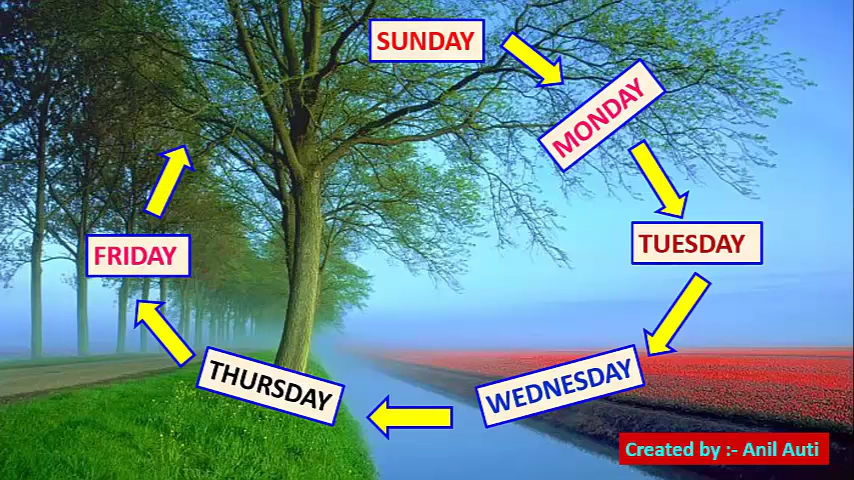 SUNDAY
MONDAY
TUESDAY
WEDNESDAY
THURSDAY
FRIDAY
Created by :- Anil Auti